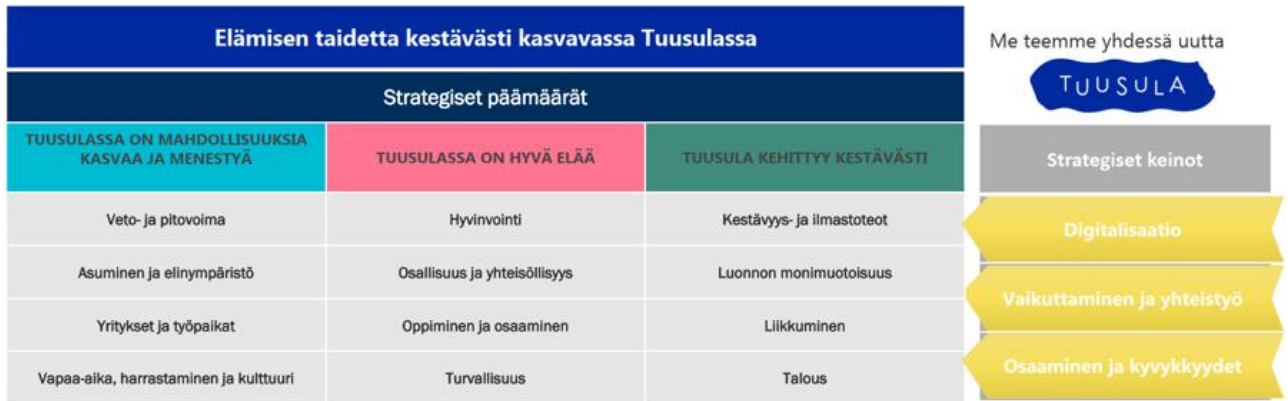 Elämisen taidetta kestävästi kasvavassa Tuusulassa
Me teemme yhdessä uutta
TUUSULA
Strategiset päämäärät
TUUSULASSA ON MAHDOLLISUUKSIA
KASVAA JA MENESTYÄ
TUUSULASSA ON HYVÄ ELÄÄ
TUUSULA KEHITTYY KESTÄVÄSTI
Strategiset keinot
Veto- ja pitovoima
Hyvinvointi
Kestävyys- ja ilmastoteot
Digitalisaatio
Asuminen ja elinympäristö
Osallisuus ja yhteisöllisyys
Luonnon monimuotoisuus
Vaikuttaminen ja yhteistyö
Yritykset ja työpaikat
Oppiminen ja osaaminen
Liikkuminen
Osaaminen ja kyvykkyydet
Vapaa-aika, harrastaminen ja kulttuuri
Turvallisuus
Talous